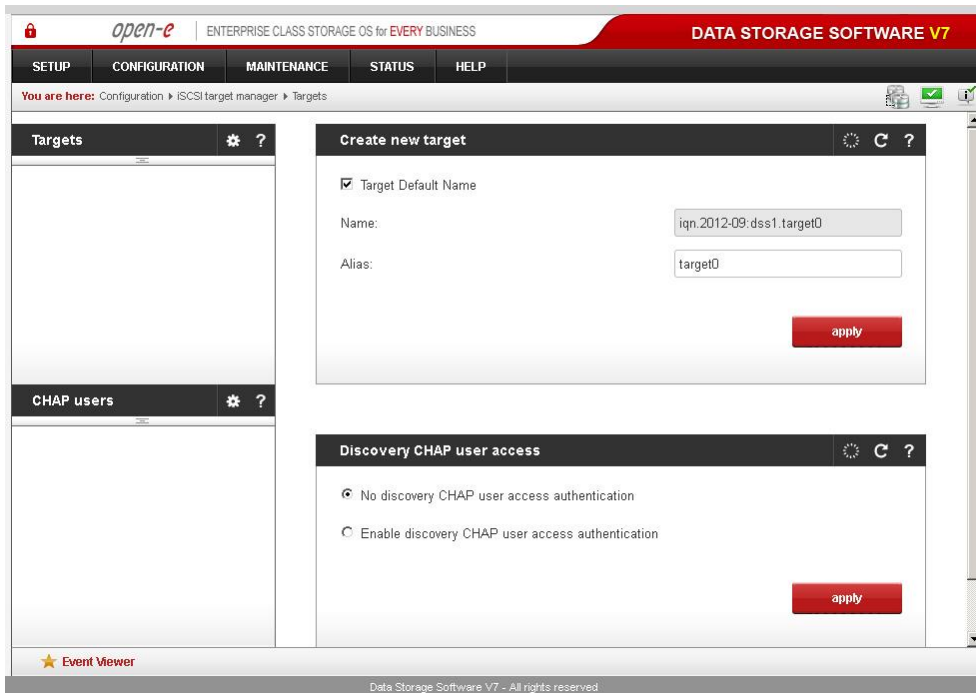 open-e ENTERPRISE CLASS STORAGE OS for EVERY BUSINESS DATA STORAGE SOFTWARE V7
SETUP CONFIGURATION MAINTENANCE STATUS HELP
You are here: Configuration iSCSI target manager Targets
Targets ?
Create new target ?
Target Default Name
Name: iqn.2012-09:dss1.target0
Alias: target0
apply
CHAP users ?
Discovery CHAP user access ?
No discovery CHAP user access authentication
Enable discovery CHAP user access authentication
apply
Event Viewer
Data Storage Software V7 - All rights reserved